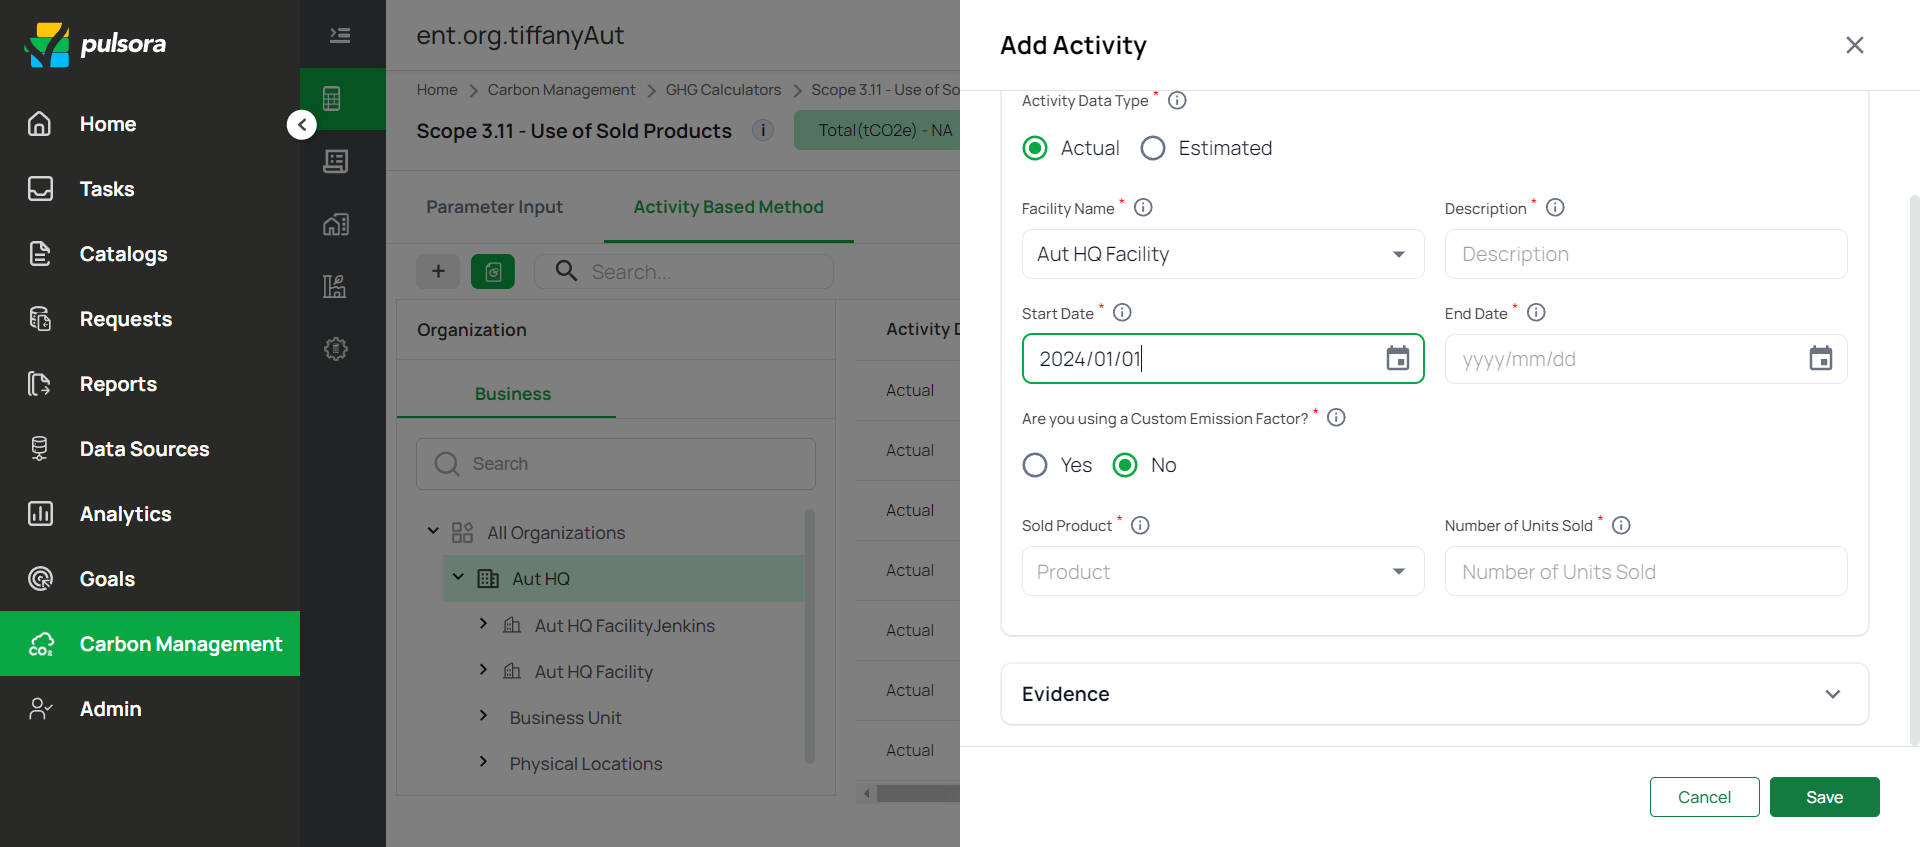 pulsora
Home
Tasks
Catalogs
Requests
Reports
Data Sources
Analytics
Goals
Carbon Management
Admin
ent.org.tiffanyAut
Home > Carbon Management > GHG Calculators > Scope 3.11 - Use of So
Scope 3.11 - Use of Sold Products
Total(tCO2e) - NA
Parameter Input
Activity Based Method
Search...
Organization
Business
Search
All Organizations
Aut HQ
Aut HQ FacilityJenkins
Aut HQ Facility
Business Unit
Physical Locations
Activity D
Actual
Actual
Actual
Actual
Actual
Actual
Actual
Add Activity
Activity Data Type *
Actual
Estimated
Facility Name *
Description *
Aut HQ Facility
Description
Start Date *
End Date *
2024/01/01
yyyy/mm/dd
Are you using a Custom Emission Factor? *
Yes
No
Sold Product *
Number of Units Sold *
Product
Number of Units Sold
Evidence
Cancel
Save